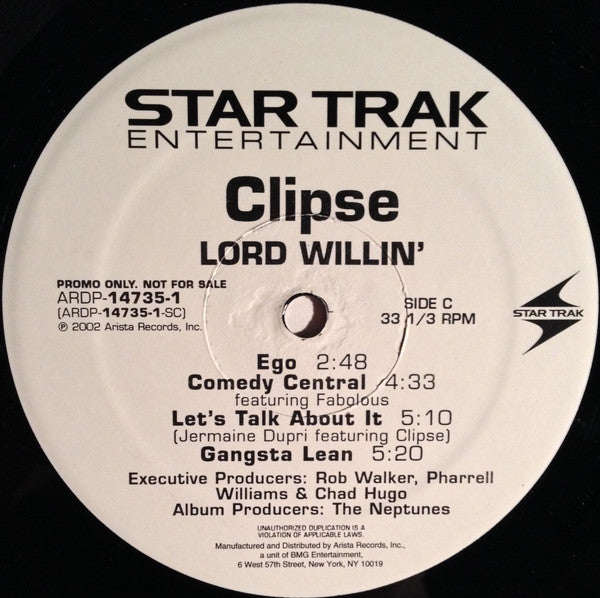 STAR TRAK
ENTERTAINMENT
Clipse
LORD WILLIN'
PROMO ONLY. NOT FOR SALE
ARDP-14735-1
(ARDP-14735-1-SC)
℗ 2002 Arista Records, Inc.
SIDE C
33 1/3 RPM
STAR TRAK
Ego 2:48
Comedy Central 4:33
featuring Fabolous
Let's Talk About It 5:10
(Jermaine Dupri featuring Clipse)
Gangsta Lean 5:20
Executive Producers: Rob Walker, Pharrell
Williams & Chad Hugo
Album Producers: The Neptunes
UNAUTHORIZED DUPLICATION IS A
VIOLATION OF APPLICABLE LAWS.
Manufactured and Distributed by Arista Records, Inc.,
a unit of BMG Entertainment,
6 West 57th Street, New York, NY 10019